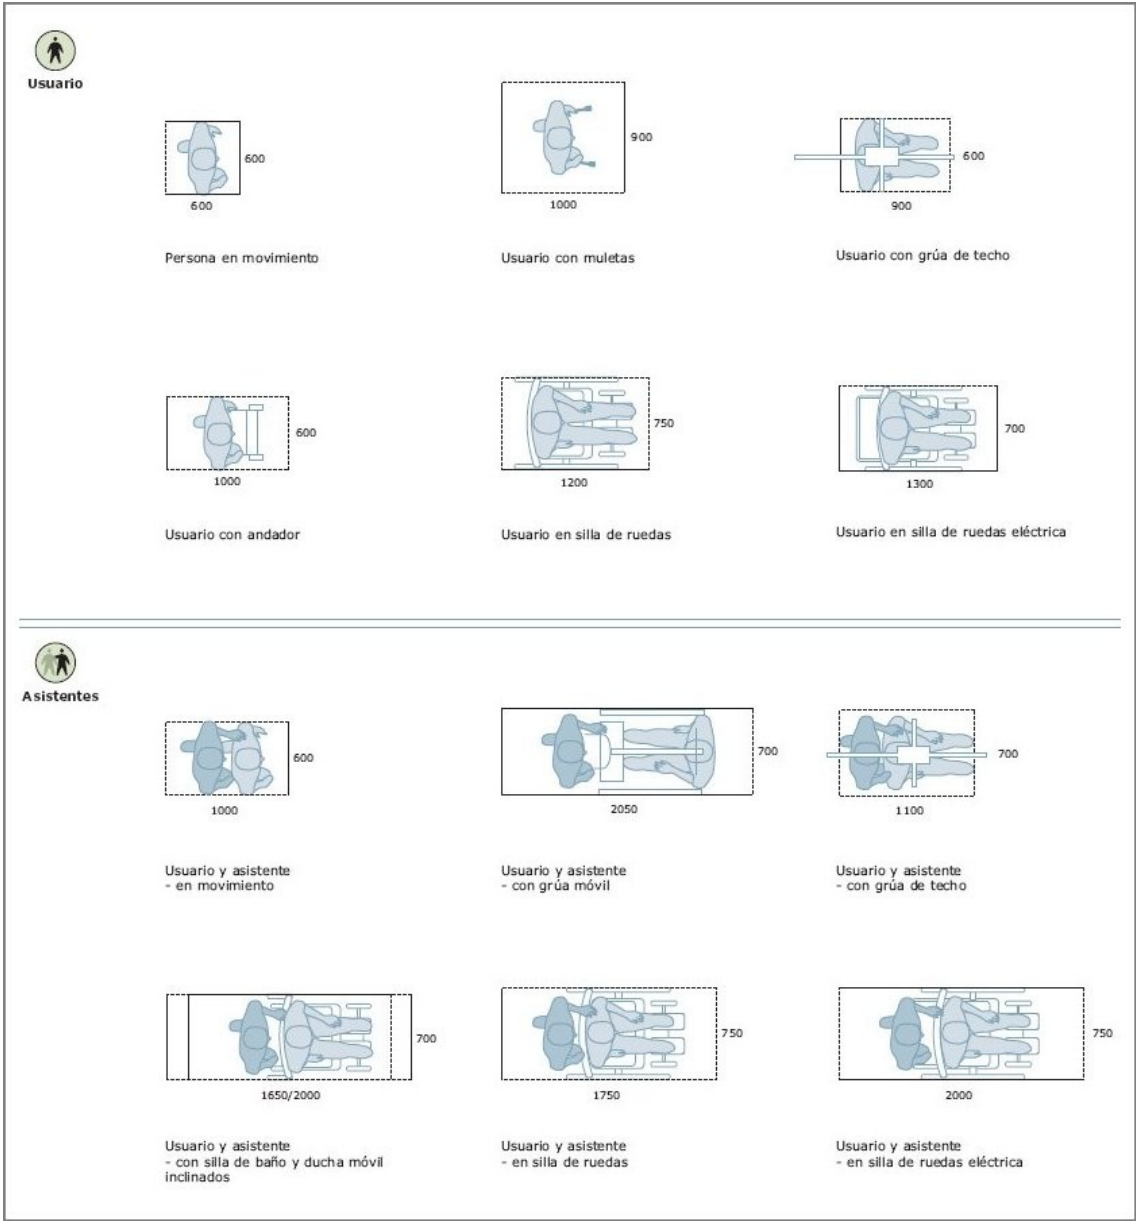 Usuario
600
600
Persona en movimiento
900
1000
Usuario con muletas
600
900
Usuario con grúa de techo
600
1000
Usuario con andador
750
1200
Usuario en silla de ruedas
700
1300
Usuario en silla de ruedas eléctrica
Asistentes
600
1000
Usuario y asistente
- en movimiento
700
2050
Usuario y asistente
- con grúa móvil
700
1100
Usuario y asistente
- con grúa de techo
700
1650/2000
Usuario y asistente
- con silla de baño y ducha móvil
inclinados
750
1750
Usuario y asistente
- en silla de ruedas
750
2000
Usuario y asistente
- en silla de ruedas eléctrica